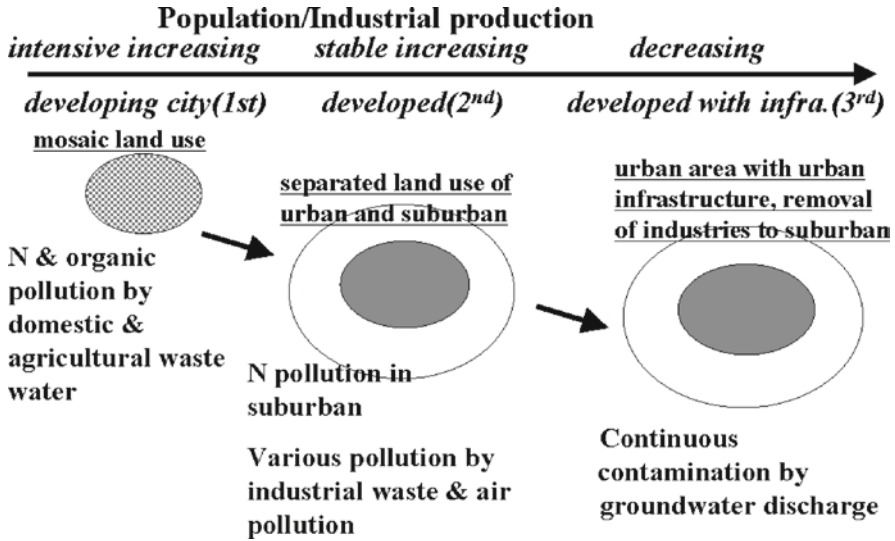 Population/Industrial production
intensive increasing stable increasing decreasing
developing city(1st) developed(2nd) developed with infra.(3rd)
mosaic land use
separated land use of
urban and suburban
urban area with urban
infrastructure, removal
of industries to suburban
N & organic
pollution by
domestic &
agricultural waste
water
N pollution in
suburban
Various pollution by
industrial waste & air
pollution
Continuous
contamination by
groundwater discharge